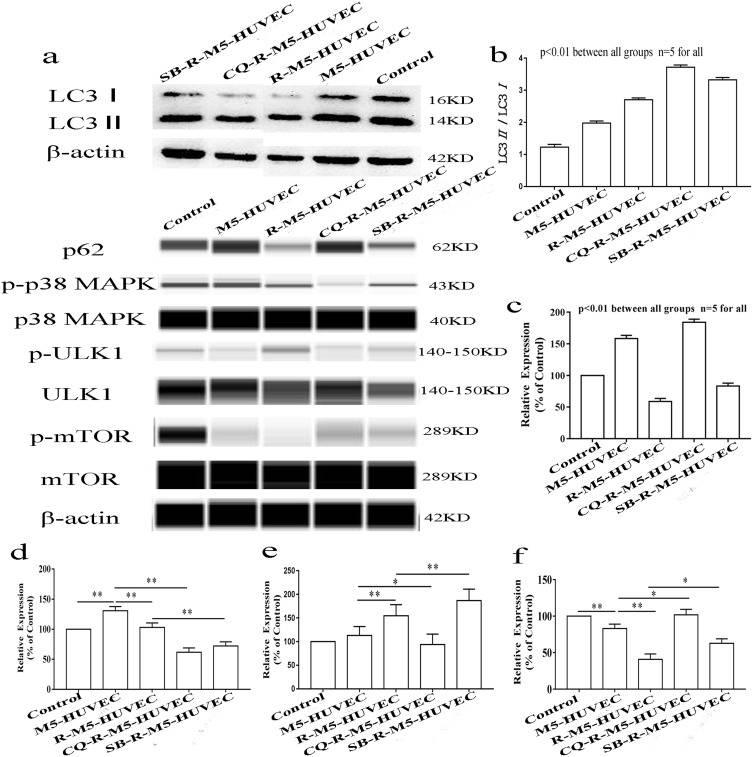 a
SB-R-M5-HUVEC
CQ-R-M5-HUVEC
R-M5-HUVEC
M5-HUVEC
Control
LC3 I
16KD
LC3 II
14KD
β-actin
42KD
Control
M5-HUVEC
R-M5-HUVEC
CQ-R-M5-HUVEC
SB-R-M5-HUVEC
p62
62KD
p-p38 MAPK
43KD
p38 MAPK
40KD
p-ULK1
140-150KD
ULK1
140-150KD
p-mTOR
289KD
mTOR
289KD
β-actin
42KD
b
p<0.01 between all groups n=5 for all
LC3 II / LC3 I
4
3
2
1
0
Control
M5-HUVEC
R-M5-HUVEC
CQ-R-M5-HUVEC
SB-R-M5-HUVEC
c
p<0.01 between all groups n=5 for all
Relative Expression
(% of Control)
200
150
100
50
0
Control
M5-HUVEC
R-M5-HUVEC
CQ-R-M5-HUVEC
SB-R-M5-HUVEC
d
Relative Expression
(% of Control)
200
150
100
50
0
**
**
**
**
Control
M5-HUVEC
R-M5-HUVEC
CQ-R-M5-HUVEC
SB-R-M5-HUVEC
e
Relative Expression
(% of Control)
250
200
150
100
50
0
**
*
**
Control
M5-HUVEC
R-M5-HUVEC
CQ-R-M5-HUVEC
SB-R-M5-HUVEC
f
Relative Expression
(% of Control)
150
100
50
0
*
*
**
**
Control
M5-HUVEC
R-M5-HUVEC
CQ-R-M5-HUVEC
SB-R-M5-HUVEC